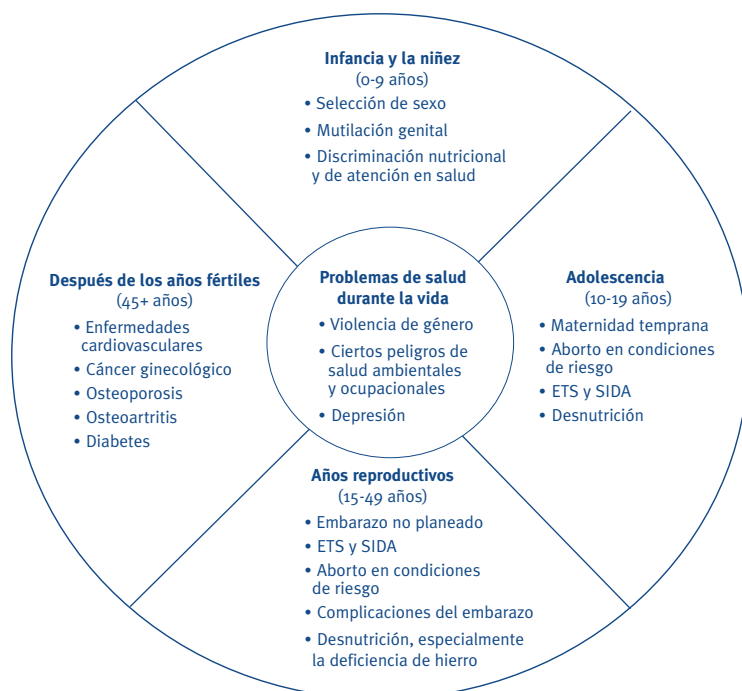 Infancia y la niñez
(0-9 años)
• Selección de sexo
• Mutilación genital
• Discriminación nutricional
y de atención en salud
Después de los años fértiles
(45+ años)
• Enfermedades
cardiovasculares
• Cáncer ginecológico
• Osteoporosis
• Osteoartritis
• Diabetes
Problemas de salud
durante la vida
• Violencia de género
• Ciertos peligros de
salud ambientales
y ocupacionales
• Depresión
Adolescencia
(10-19 años)
• Maternidad temprana
• Aborto en condiciones
de riesgo
• ETS y SIDA
• Desnutrición
Años reproductivos
(15-49 años)
• Embarazo no planeado
• ETS y SIDA
• Aborto en condiciones
de riesgo
• Complicaciones del embarazo
• Desnutrición, especialmente
la deficiencia de hierro